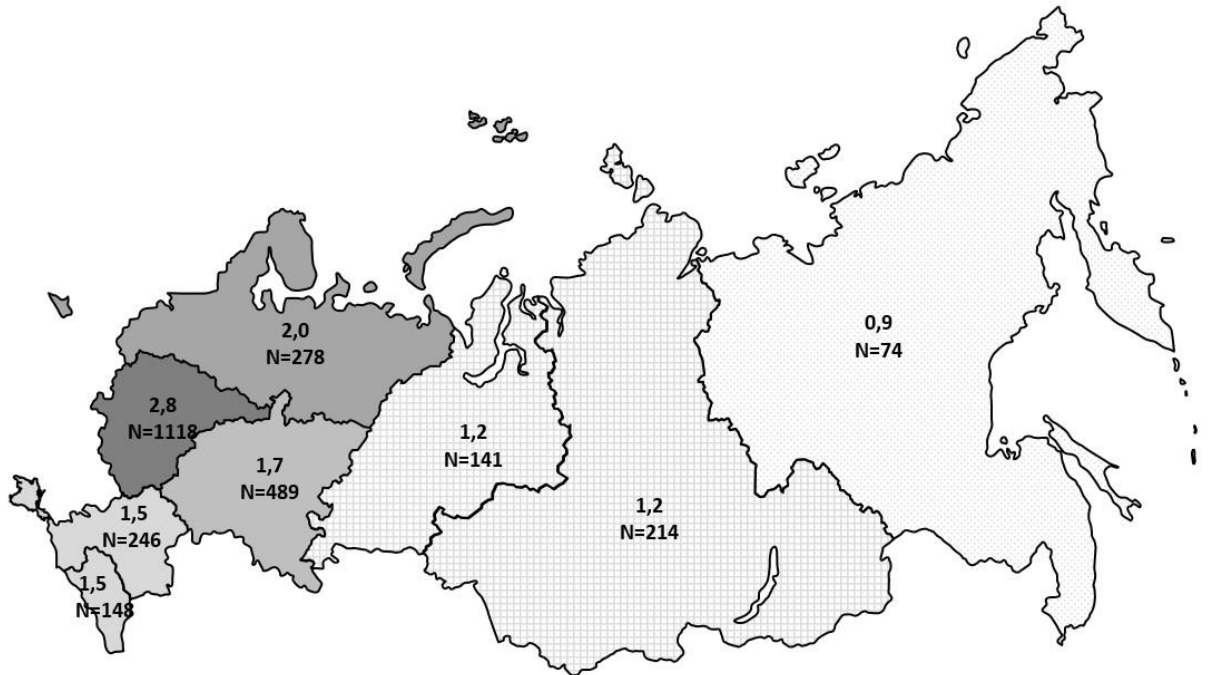 2,0
N=278
0,9
N=74
2,8
N=1118
1,2
N=141
1,7
N=489
1,2
N=214
1,5
N=246
1,5
N=148